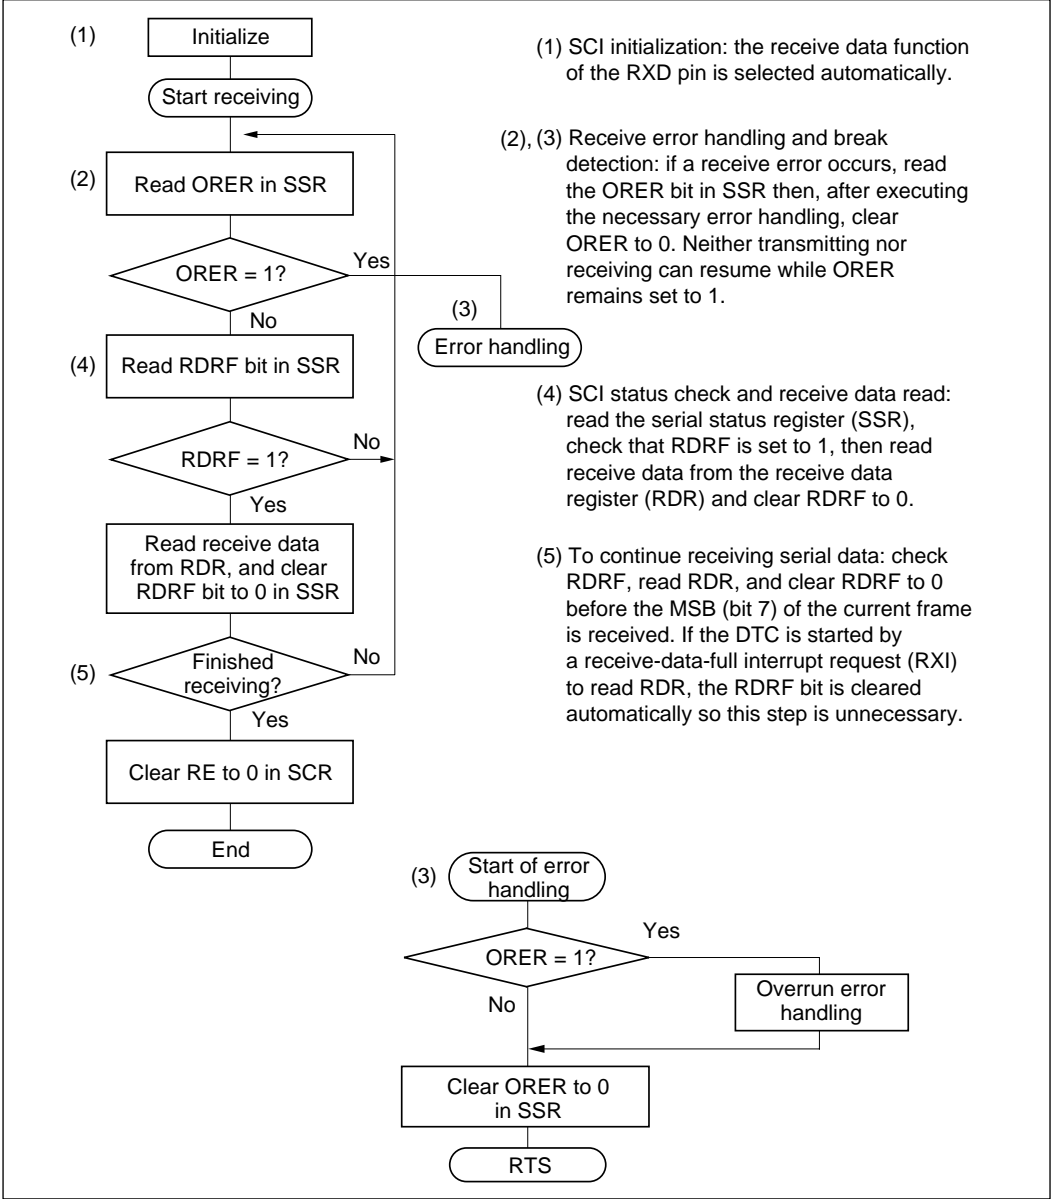 (1)
Initialize
Start receiving
(2)
Read ORER in SSR
ORER = 1?
Yes
No
(3)
Error handling
(4)
Read RDRF bit in SSR
RDRF = 1?
No
Yes
Read receive data
from RDR, and clear
RDRF bit to 0 in SSR
(5)
Finished
receiving?
No
Yes
Clear RE to 0 in SCR
End
(1) SCI initialization: the receive data function
of the RXD pin is selected automatically.
(2), (3) Receive error handling and break
detection: if a receive error occurs, read
the ORER bit in SSR then, after executing
the necessary error handling, clear
ORER to 0. Neither transmitting nor
receiving can resume while ORER
remains set to 1.
(4) SCI status check and receive data read:
read the serial status register (SSR),
check that RDRF is set to 1, then read
receive data from the receive data
register (RDR) and clear RDRF to 0.
(5) To continue receiving serial data: check
RDRF, read RDR, and clear RDRF to 0
before the MSB (bit 7) of the current frame
is received. If the DTC is started by
a receive-data-full interrupt request (RXI)
to read RDR, the RDRF bit is cleared
automatically so this step is unnecessary.
(3)
Start of error
handling
ORER = 1?
Yes
No
Overrun error
handling
Clear ORER to 0
in SSR
RTS